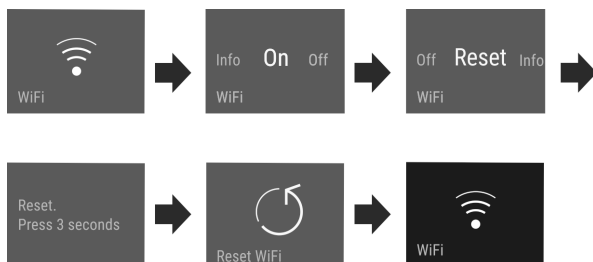 WiFi
Info On Off
WiFi
Off Reset Info
WiFi
Reset.
Press 3 seconds
Reset WiFi
WiFi